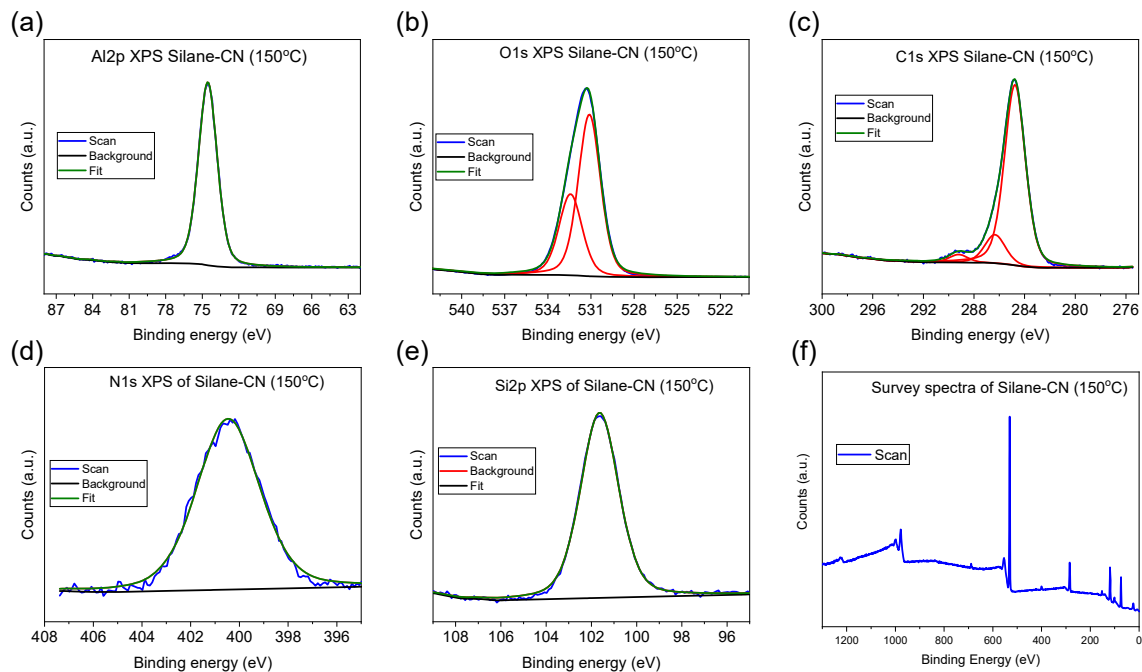 (a)
Al2p XPS Silane-CN (150°C)
Scan
Background
Fit
Counts (a.u.)
87 84 81 78 75 72 69 66 63
Binding energy (eV)
(b)
O1s XPS Silane-CN (150°C)
Scan
Background
Fit
Counts (a.u.)
540 537 534 531 528 525 522
Binding energy (eV)
(c)
C1s XPS Silane-CN (150°C)
Scan
Background
Fit
Counts (a.u.)
300 296 292 288 284 280 276
Binding energy (eV)
(d)
N1s XPS of Silane-CN (150°C)
Scan
Background
Fit
Counts (a.u.)
408 406 404 402 400 398 396
Binding energy (eV)
(e)
Si2p XPS of Silane-CN (150°C)
Scan
Background
Fit
Counts (a.u.)
108 106 104 102 100 98 96
Binding energy (eV)
(f)
Survey spectra of Silane-CN (150°C)
Scan
Counts (a.u.)
1200 1000 800 600 400 200 0
Binding Energy (eV)